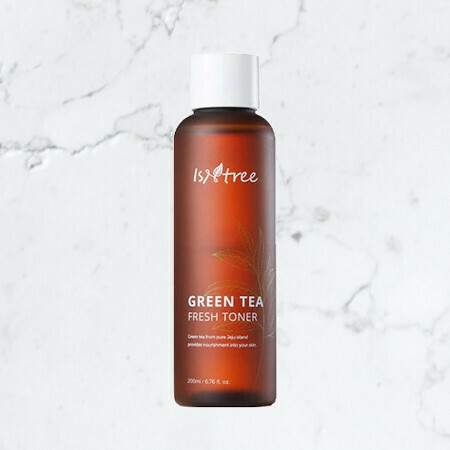 Isntree
GREEN TEA
FRESH TONER
Green tea from pure Jeju island
provides nourishment into your skin.
200ml / 6.76 fl. oz.